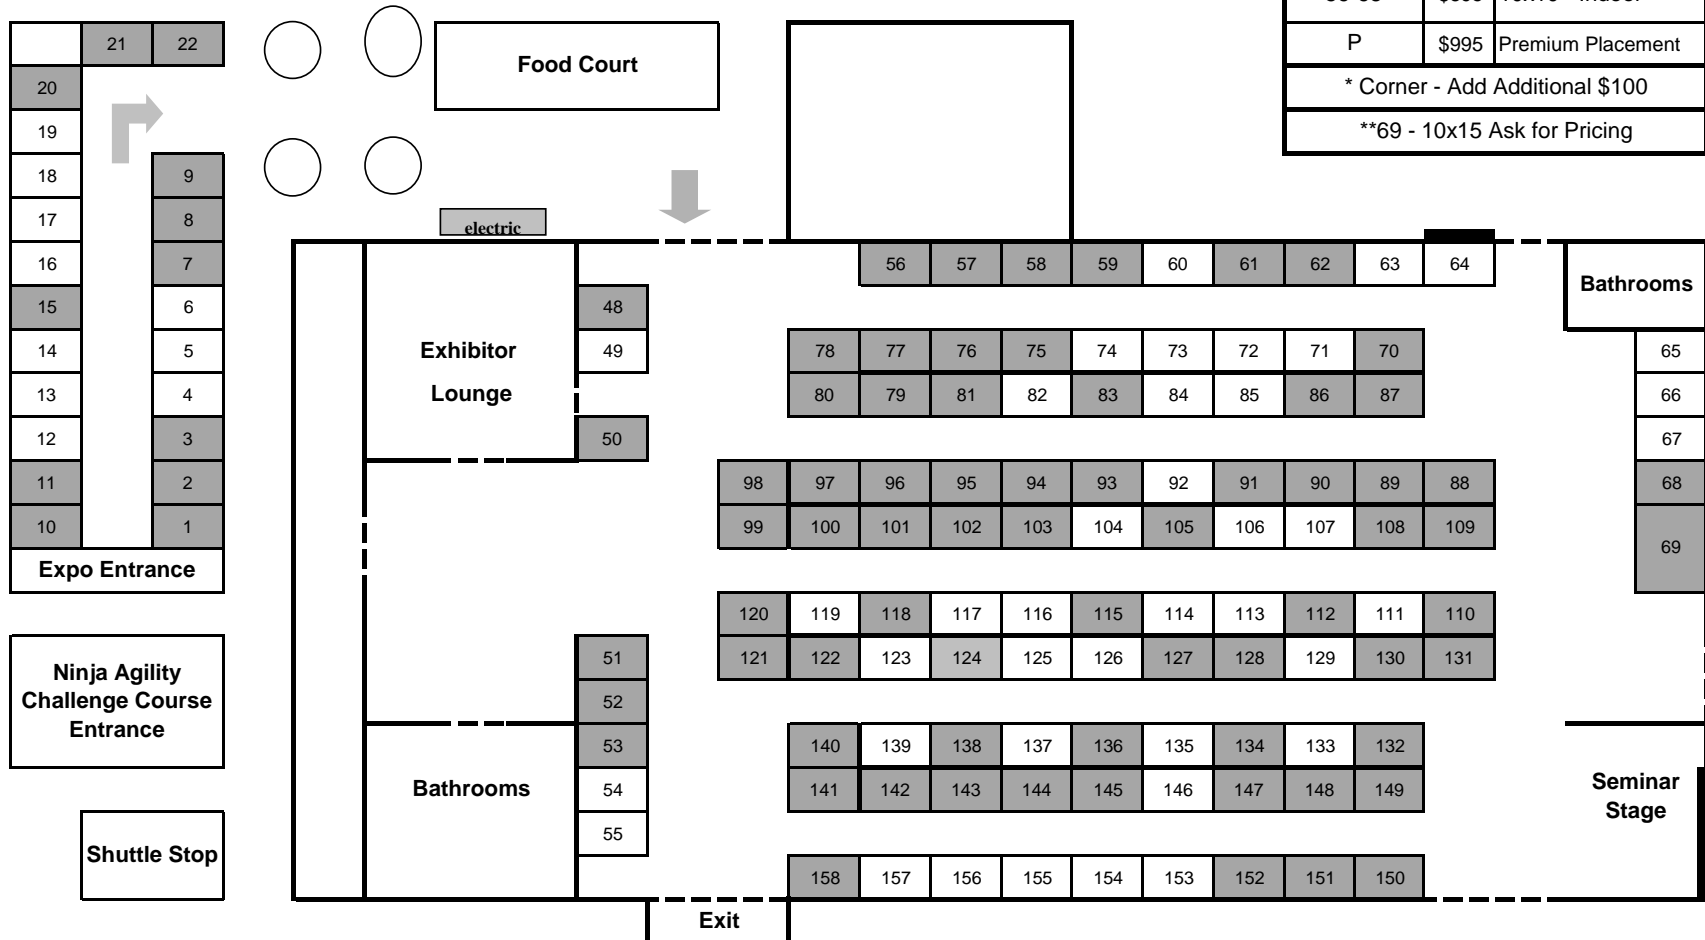 P $995 Premium Placement
* Corner - Add Additional $100
**69 - 10x15 Ask for Pricing
21 22
Food Court
20
19
18 9
17 8
electric
16 7
56 57 58 59 60 61 62 63 64
Bathrooms
15 6
48
14 5
Exhibitor
49
78 77 76 75 74 73 72 71 70
65
13 4
Lounge
80 79 81 82 83 84 85 86 87
66
12 3
50
67
11 2
98 97 96 95 94 93 92 91 90 89 88
68
10 1
99 100 101 102 103 104 105 106 107 108 109
69
Expo Entrance
120 119 118 117 116 115 114 113 112 111 110
Ninja Agility
Challenge Course
Entrance
51
121 122 123 124 125 126 127 128 129 130 131
52
53
140 139 138 137 136 135 134 133 132
Bathrooms
54
141 142 143 144 145 146 147 148 149
Seminar
Stage
55
Shuttle Stop
158 157 156 155 154 153 152 151 150
Exit